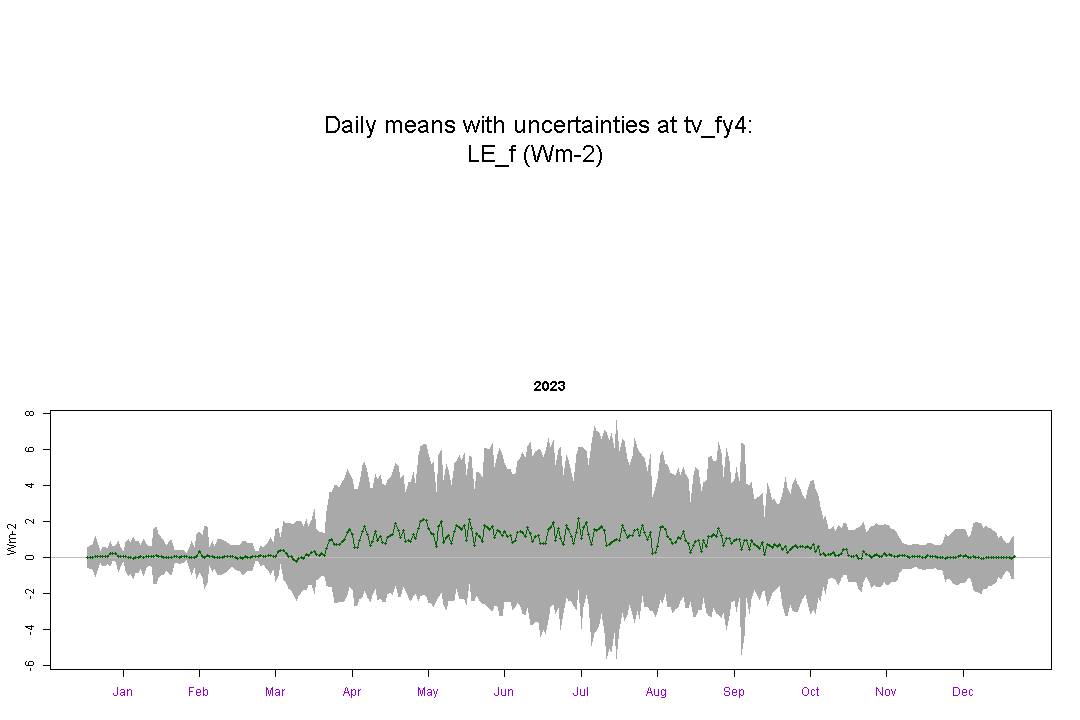 Daily means with uncertainties at tv_fy4:
LE_f (Wm-2)
2023
Wm-2
8
6
4
2
0
-2
-4
-6
Jan Feb Mar Apr May Jun Jul Aug Sep Oct Nov Dec